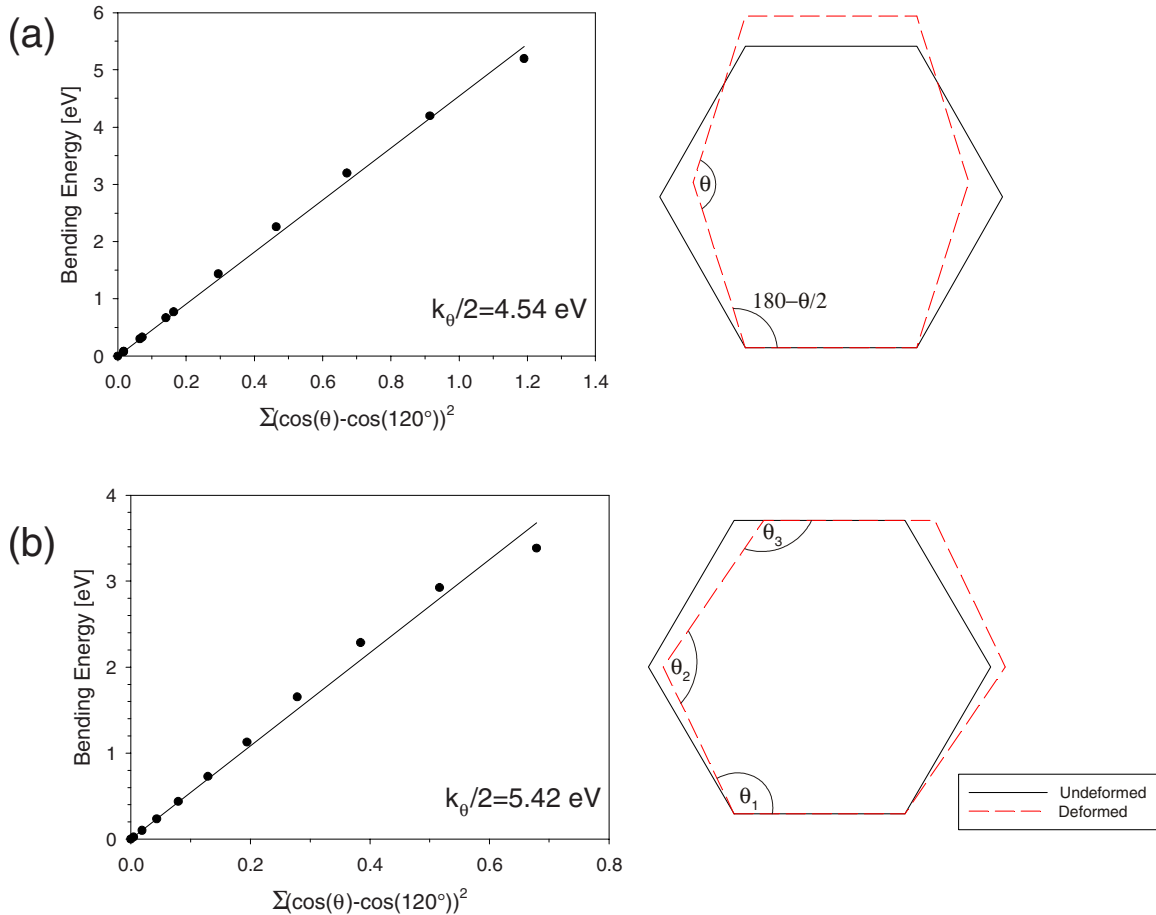 (a)
Bending Energy [eV]
6
5
4
3
2
1
0
0.0 0.2 0.4 0.6 0.8 1.0 1.2 1.4
Σ(cos(θ)-cos(120°))²
k_θ/2=4.54 eV
θ
180−θ/2
(b)
Bending Energy [eV]
4
3
2
1
0
0.0 0.2 0.4 0.6 0.8
Σ(cos(θ)-cos(120°))²
k_θ/2=5.42 eV
θ₃
θ₂
θ₁
Undeformed
Deformed